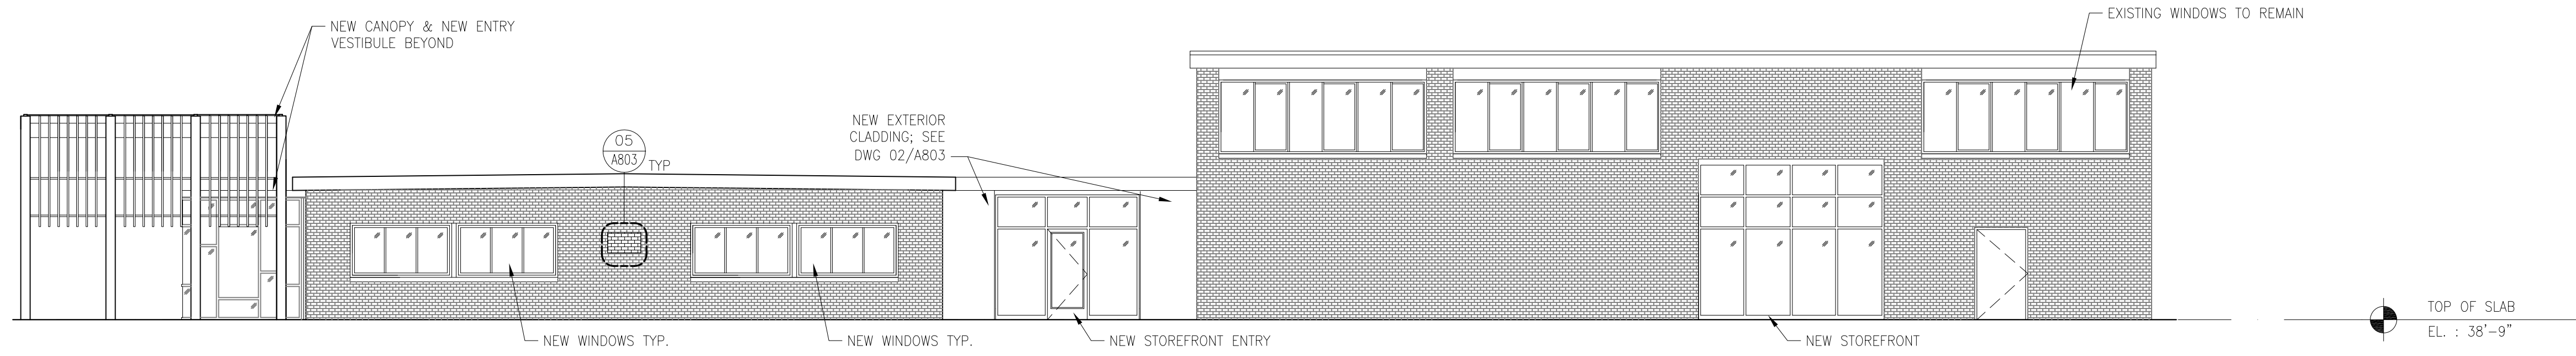 NEW CANOPY & NEW ENTRY
VESTIBULE BEYOND
05
A803
TYP
NEW EXTERIOR
CLADDING; SEE
DWG 02/A803
EXISTING WINDOWS TO REMAIN
NEW WINDOWS TYP.
NEW WINDOWS TYP.
NEW STOREFRONT ENTRY
NEW STOREFRONT
TOP OF SLAB
EL. : 38'-9"